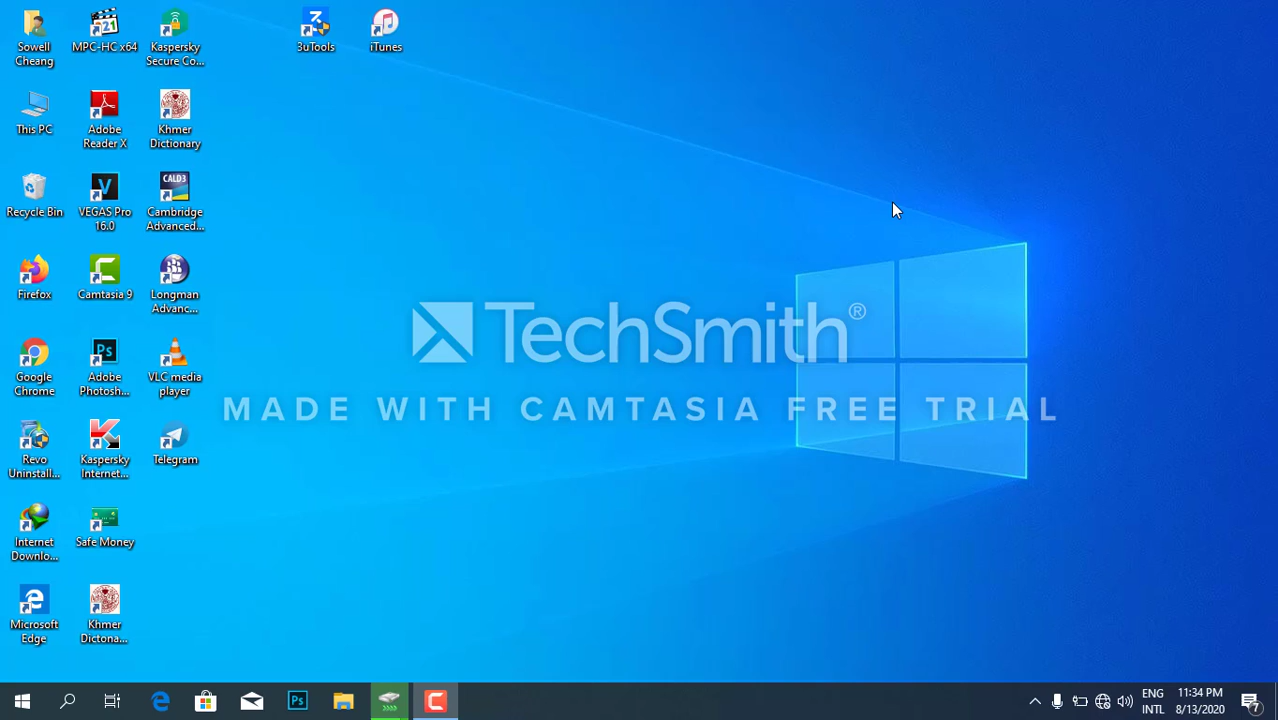 Sowell
Cheang
MPC-HC x64
Kaspersky
Secure Co...
3uTools
iTunes
This PC
Adobe
Reader X
Khmer
Dictionary
Recycle Bin
VEGAS Pro
16.0
CALD3
Cambridge
Advanced...
Firefox
Camtasia 9
Longman
Advanc...
TechSmith®
MADE WITH CAMTASIA FREE TRIAL
Google
Chrome
Ps
Adobe
Photosh...
VLC media
player
Revo
Uninstall...
Kaspersky
Internet...
Telegram
Internet
Downlo...
Safe Money
Microsoft
Edge
Khmer
Dictona...
Ps
ENG
INTL
11:34 PM
8/13/2020
7